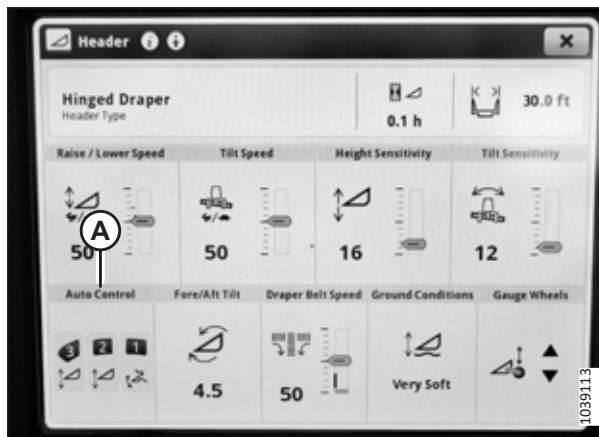 Header i
Hinged Draper
Header Type
0.1 h
30.0 ft
Raise / Lower Speed Tilt Speed Height Sensitivity Tilt Sensitivity
50 50 16 12
A
Auto Control Fore/Aft Tilt Draper Belt Speed Ground Conditions Gauge Wheels
3 2 1
4.5 50 Very Soft
1039113